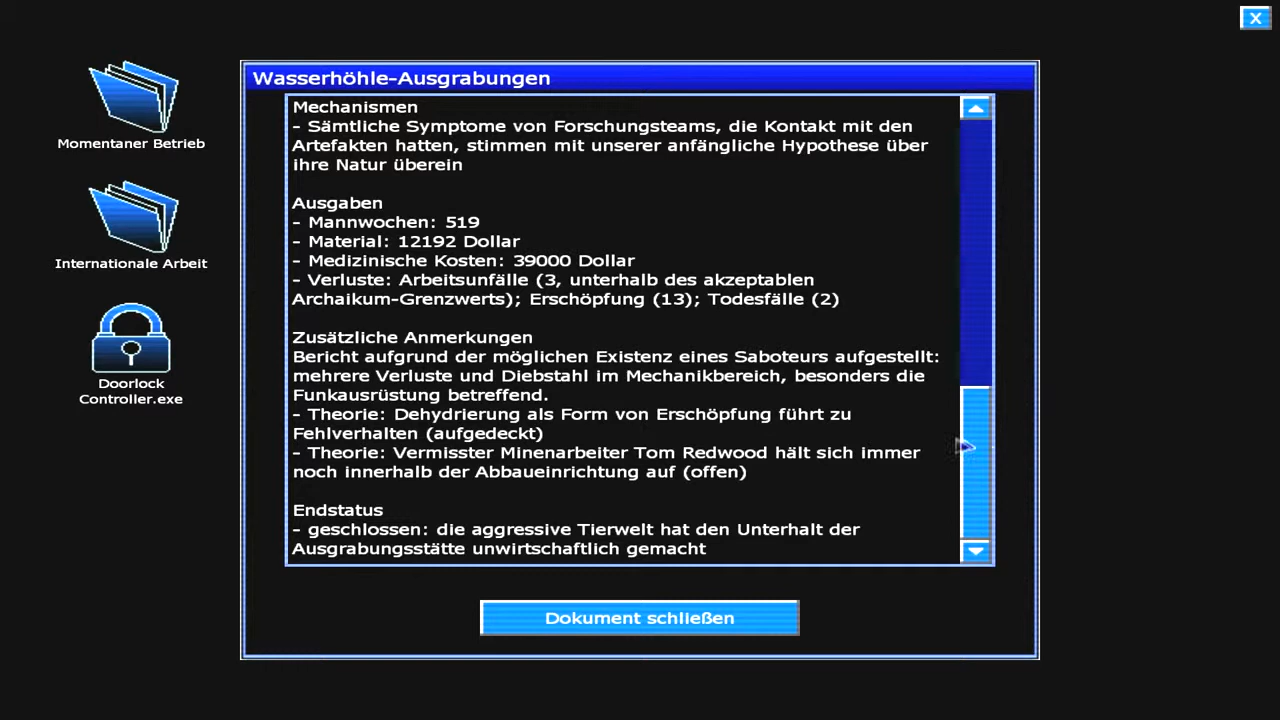 X
Wasserhöhle-Ausgrabungen
Mechanismen
- Sämtliche Symptome von Forschungsteams, die Kontakt mit den
Artefakten hatten, stimmen mit unserer anfängliche Hypothese über
ihre Natur überein
Ausgaben
- Mannwochen: 519
- Material: 12192 Dollar
- Medizinische Kosten: 39000 Dollar
- Verluste: Arbeitsunfälle (3, unterhalb des akzeptablen
Archaikum-Grenzwerts); Erschöpfung (13); Todesfälle (2)
Zusätzliche Anmerkungen
Bericht aufgrund der möglichen Existenz eines Saboteurs aufgestellt:
mehrere Verluste und Diebstahl im Mechanikbereich, besonders die
Funkausrüstung betreffend.
- Theorie: Dehydrierung als Form von Erschöpfung führt zu
Fehlverhalten (aufgedeckt)
- Theorie: Vermisster Minenarbeiter Tom Redwood hält sich immer
noch innerhalb der Abbaueinrichtung auf (offen)
Endstatus
- geschlossen: die aggressive Tierwelt hat den Unterhalt der
Ausgrabungsstätte unwirtschaftlich gemacht
Dokument schließen
Momentaner Betrieb
Internationale Arbeit
Doorlock
Controller.exe